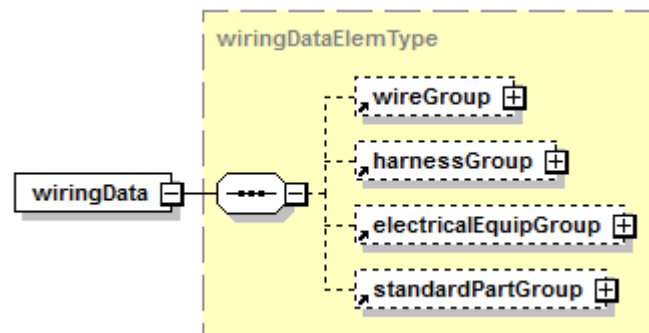 wiringDataElemType
wireGroup
harnessGroup
wiringData
electricalEquipGroup
standardPartGroup